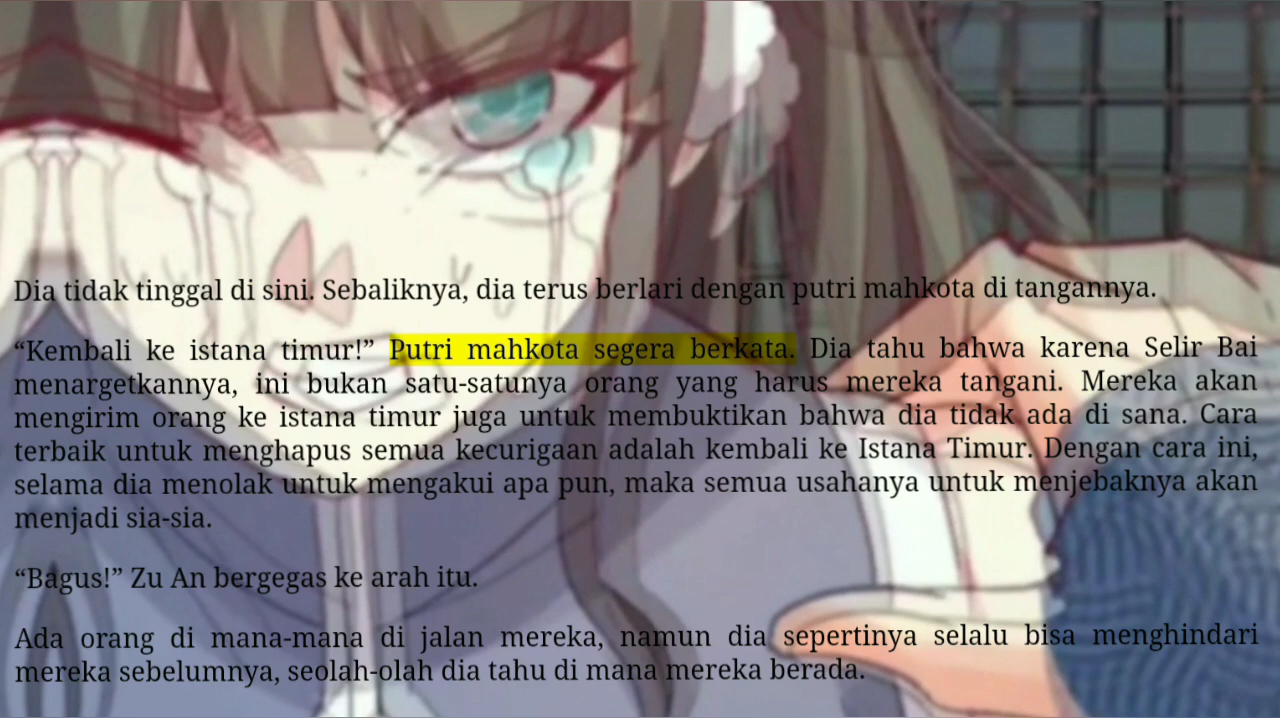 Dia tidak tinggal di sini. Sebaliknya, dia terus berlari dengan putri mahkota di tangannya.
“Kembali ke istana timur!” Putri mahkota segera berkata. Dia tahu bahwa karena Selir Bai
menargetkannya, ini bukan satu-satunya orang yang harus mereka tangani. Mereka akan
mengirim orang ke istana timur juga untuk membuktikan bahwa dia tidak ada di sana. Cara
terbaik untuk menghapus semua kecurigaan adalah kembali ke Istana Timur. Dengan cara ini,
selama dia menolak untuk mengakui apa pun, maka semua usahanya untuk menjebaknya akan
menjadi sia-sia.
“Bagus!” Zu An bergegas ke arah itu.
Ada orang di mana-mana di jalan mereka, namun dia sepertinya selalu bisa menghindari
mereka sebelumnya, seolah-olah dia tahu di mana mereka berada.